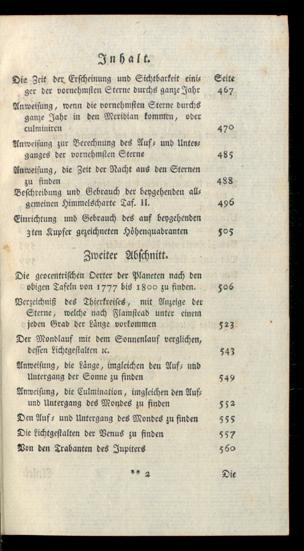 Inhalt.
Die Zeit der Erscheinung und Sichtbarkeit eini= Seite
ger der vornehmsten Sterne durchs ganze Jahr 467
Anweisung, wenn die vornehmsten Sterne durchs
ganze Jahr in den Meridian kommen, oder
culminiren 470
Anweisung zur Berechnung des Auf= und Unter=
ganges der vornehmsten Sterne 485
Anweisung, die Zeit der Nacht aus den Sternen
zu finden 488
Beschreibung und Gebrauch der beygehenden all=
gemeinen Himmelscharte Taf. II. 496
Einrichtung und Gebrauch des auf beygehenden
3ten Kupfer gezeichneten Höhenquadranten 505
Zweiter Abschnitt.
Die geocentrischen Oerter der Planeten nach den
obigen Tafeln von 1777 bis 1800 zu finden. 506
Verzeichniß des Thierkreises, mit Anzeige der
Sterne, welche nach Flamstead unter einem
jeden Grad der Länge vorkommen 523
Der Mondlauf mit dem Sonnenlauf verglichen,
dessen Lichtgestalten ꝛc. 543
Anweisung, die Länge, imgleichen den Auf= und
Untergang der Sonne zu finden 549
Anweisung, die Culmination, imgleichen den Auf=
und Untergang des Mondes zu finden 552
Den Auf= und Untergang des Mondes zu finden 555
Die Lichtgestalten der Venus zu finden 557
Von den Trabanten des Jupiters 560
** 2 Die